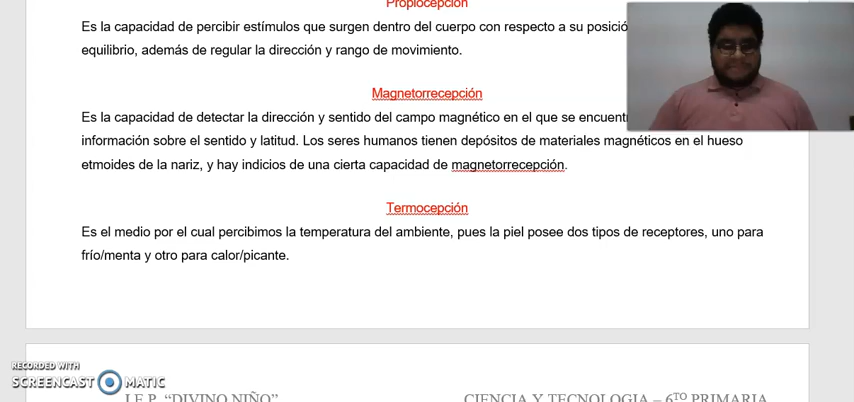 Propiocepción
Es la capacidad de percibir estímulos que surgen dentro del cuerpo con respecto a su posició
equilibrio, además de regular la dirección y rango de movimiento.
Magnetorrecepción
Es la capacidad de detectar la dirección y sentido del campo magnético en el que se encuent
información sobre el sentido y latitud. Los seres humanos tienen depósitos de materiales magnéticos en el hueso
etmoides de la nariz, y hay indicios de una cierta capacidad de magnetorrecepción.
Termocepción
Es el medio por el cual percibimos la temperatura del ambiente, pues la piel posee dos tipos de receptores, uno para
frío/menta y otro para calor/picante.
RECORDED WITH
SCREENCAST MATIC
I.E.P. “DIVINO NIÑO” CIENCIA Y TECNOLOGIA – 6TO PRIMARIA